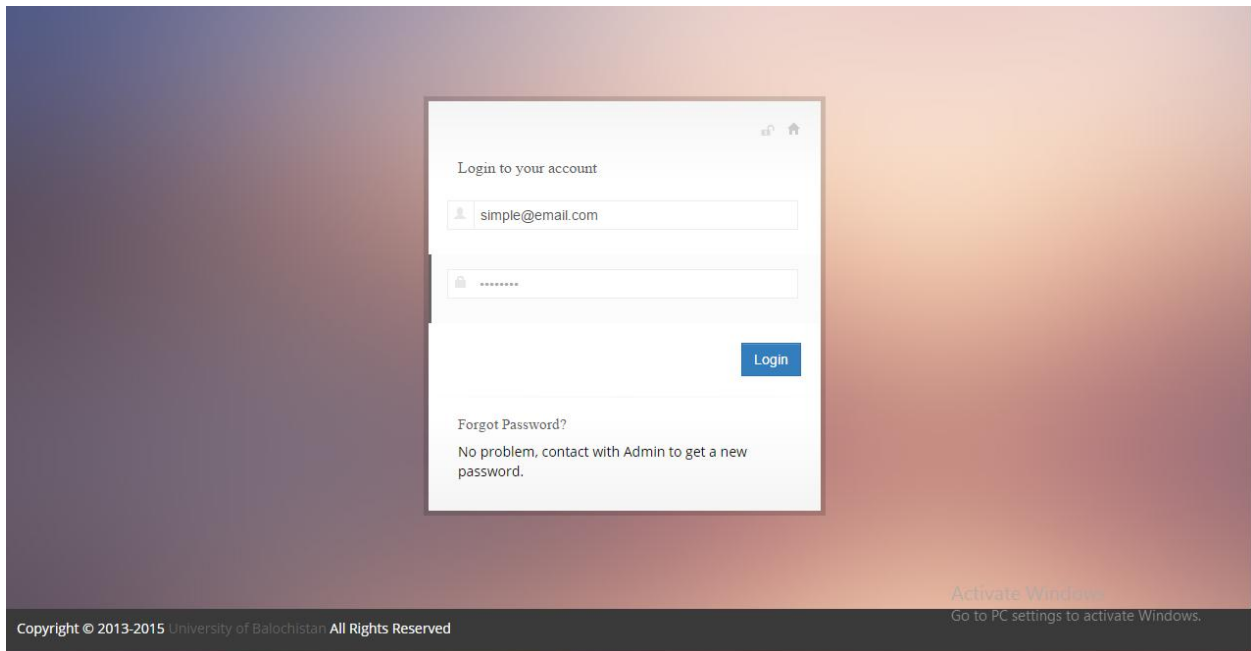 Login to your account
simple@email.com
••••••••
Login
Forgot Password?
No problem, contact with Admin to get a new
password.
Activate Windows
Go to PC settings to activate Windows.
Copyright © 2013-2015 University of Balochistan All Rights Reserved